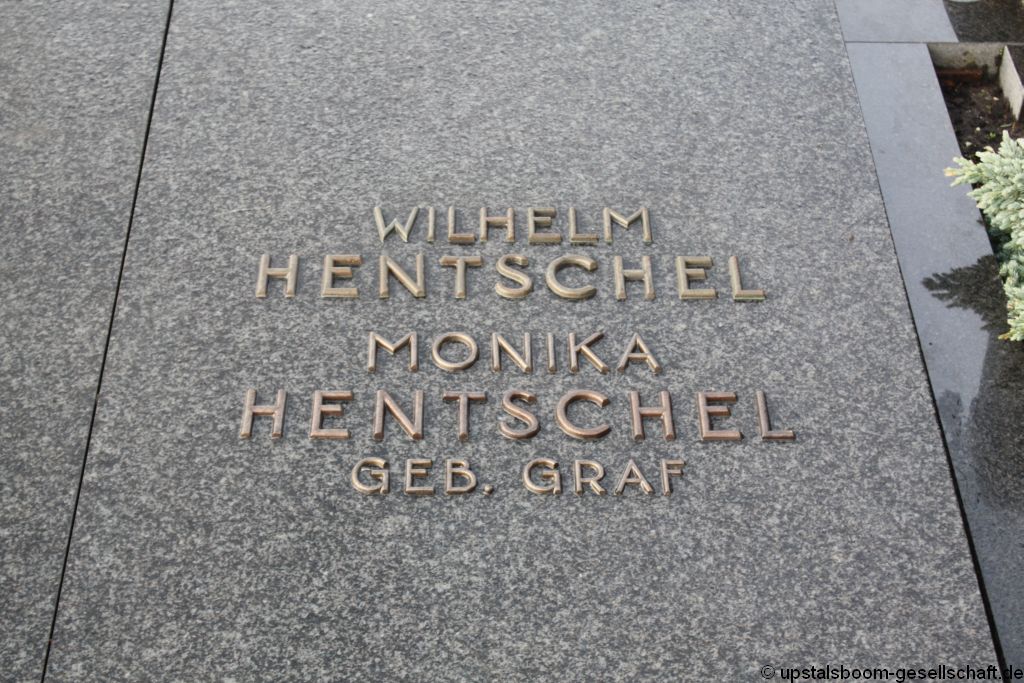 WILHELM
HENTSCHEL
MONIKA
HENTSCHEL
GEB. GRAF
© upstalsboom-gesellschaft.de